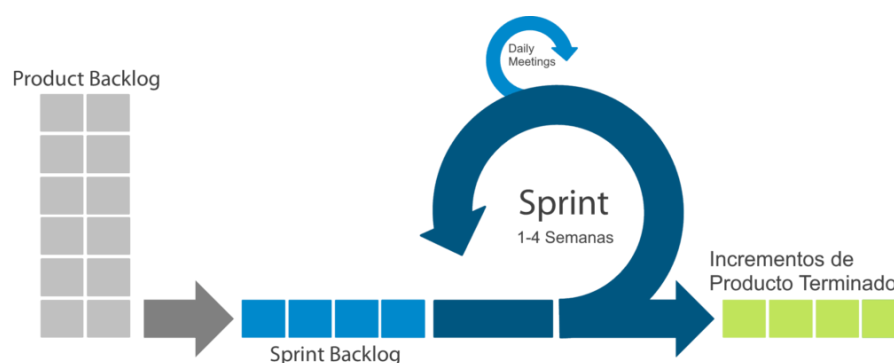 Product Backlog
Daily
Meetings
Sprint
1-4 Semanas
Incrementos de
Producto Terminado
Sprint Backlog